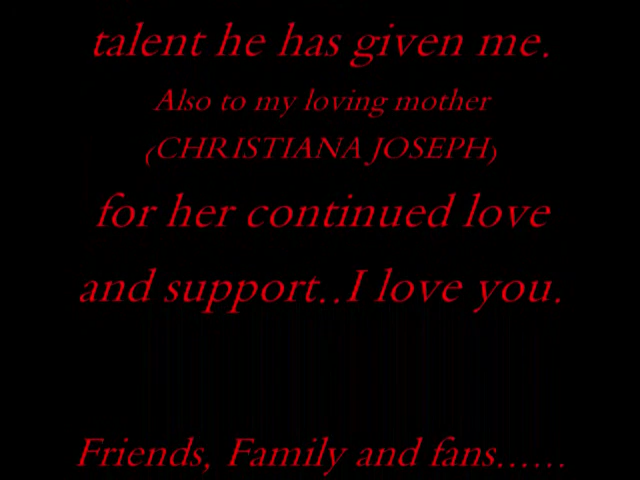 talent he has given me.
Also to my loving mother
(CHRISTIANA JOSEPH)
for her continued love
and support..I love you.
Friends, Family and fans......